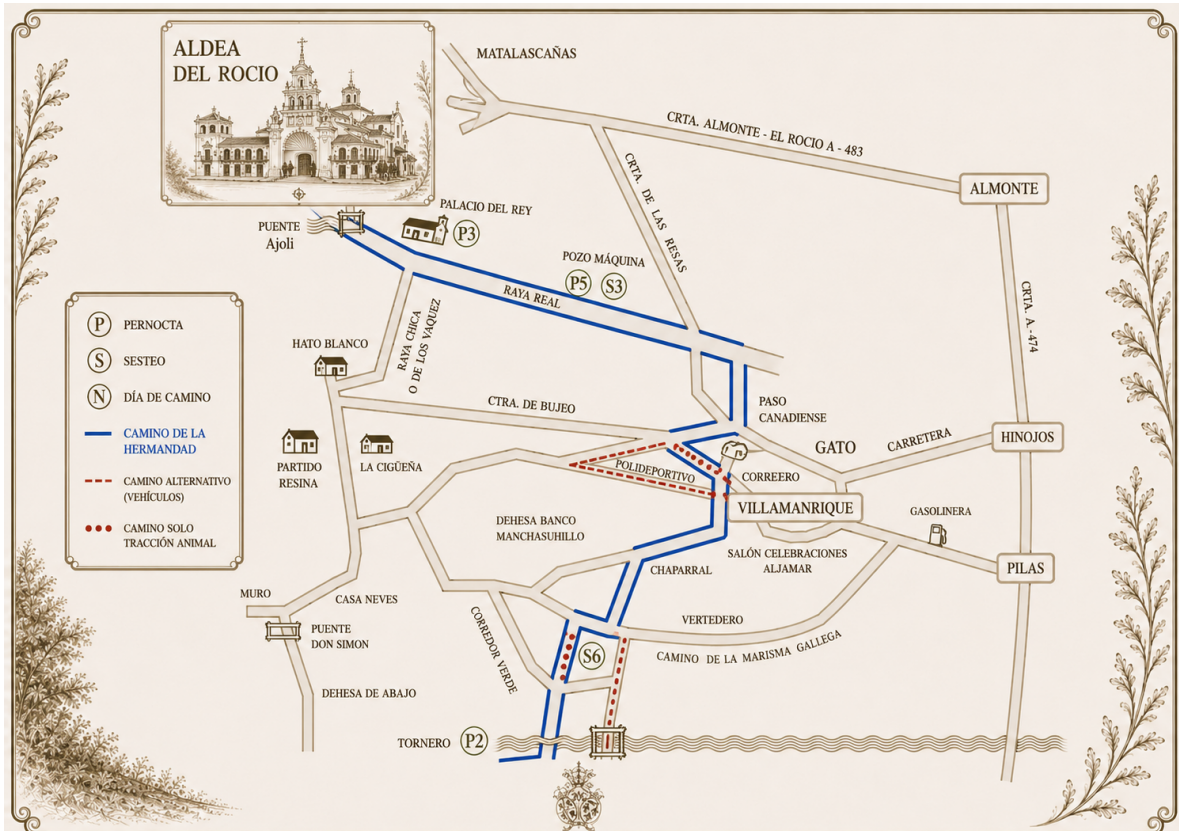 ALDEA
DEL ROCIO
MATALASCAÑAS
CRTA. ALMONTE - EL ROCIO A - 483
ALMONTE
CRTA. DE LAS RESAS
PALACIO DEL REY
P3
PUENTE
Ajoli
POZO MÁQUINA
P5
S3
RAYA REAL
CRTA. A.-474
P
PERNOCTA
S
SESTEO
N
DÍA DE CAMINO
CAMINO DE LA
HERMANDAD
CAMINO ALTERNATIVO
(VEHÍCULOS)
CAMINO SOLO
TRACCIÓN ANIMAL
HATO BLANCO
RAYA CHICA
O DE LOS VAQUEZ
CTRA. DE BUJEO
PASO
CANADIENSE
GATO
CARRETERA
HINOJOS
PARTIDO
RESINA
LA CIGÜEÑA
POLIDEPORTIVO
CORREERO
VILLAMANRIQUE
GASOLINERA
DEHESA BANCO
MANCHASUHILLO
SALÓN CELEBRACIONES
ALJAMAR
CHAPARRAL
PILAS
MURO
CASA NEVES
PUENTE
DON SIMON
CORREDOR VERDE
VERTEDERO
S6
CAMINO DE LA MARISMA GALLEGA
DEHESA DE ABAJO
TORNERO
P2